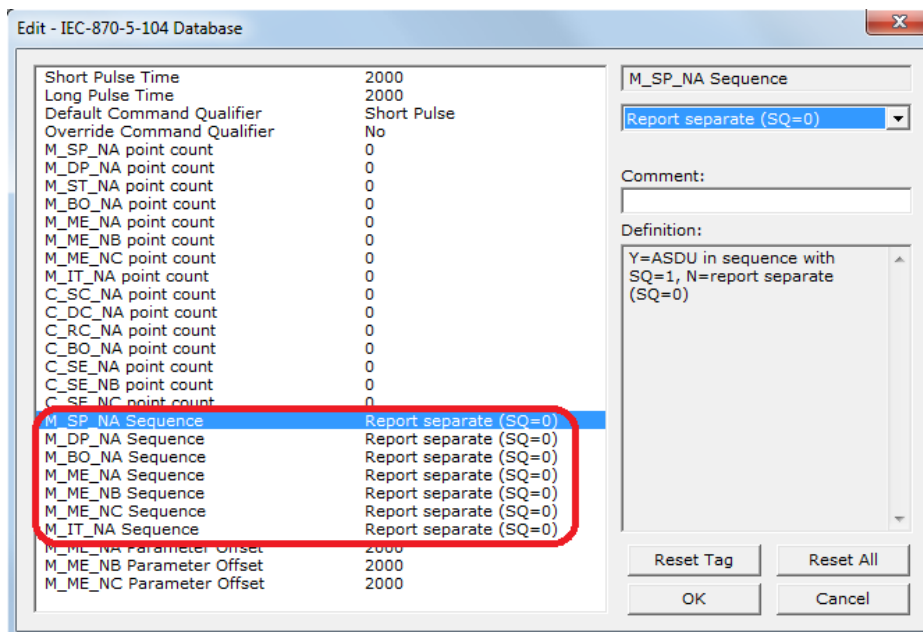 Edit - IEC-870-5-104 Database
Short Pulse Time 2000
Long Pulse Time 2000
Default Command Qualifier Short Pulse
Override Command Qualifier No
M_SP_NA point count 0
M_DP_NA point count 0
M_ST_NA point count 0
M_BO_NA point count 0
M_ME_NA point count 0
M_ME_NB point count 0
M_ME_NC point count 0
M_IT_NA point count 0
C_SC_NA point count 0
C_DC_NA point count 0
C_RC_NA point count 0
C_BO_NA point count 0
C_SE_NA point count 0
C_SE_NB point count 0
C_SE_NC point count 0
M_SP_NA Sequence Report separate (SQ=0)
M_DP_NA Sequence Report separate (SQ=0)
M_BO_NA Sequence Report separate (SQ=0)
M_ME_NA Sequence Report separate (SQ=0)
M_ME_NB Sequence Report separate (SQ=0)
M_ME_NC Sequence Report separate (SQ=0)
M_IT_NA Sequence Report separate (SQ=0)
M_ME_NA Parameter Offset 2000
M_ME_NB Parameter Offset 2000
M_ME_NC Parameter Offset 2000
M_SP_NA Sequence
Report separate (SQ=0)
Comment:
Definition:
Y=ASDU in sequence with
SQ=1, N=report separate
(SQ=0)
Reset Tag
Reset All
OK
Cancel